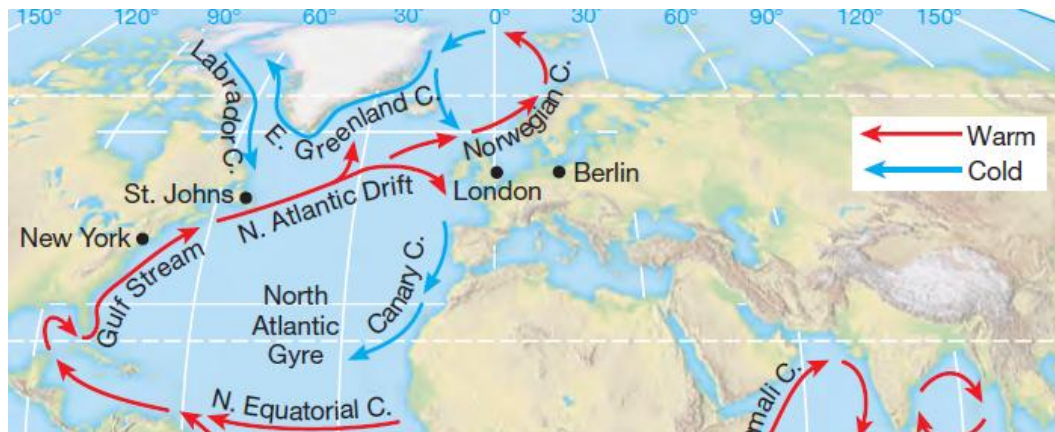 150° 120° 90° 60° 30° 0° 30° 60° 90° 120° 150°
Labrador C.
E. Greenland C.
Norwegian C.
Warm
Cold
St. Johns
N. Atlantic Drift
London
Berlin
New York
Gulf Stream
Canary C.
North
Atlantic
Gyre
N. Equatorial C.
mali C.